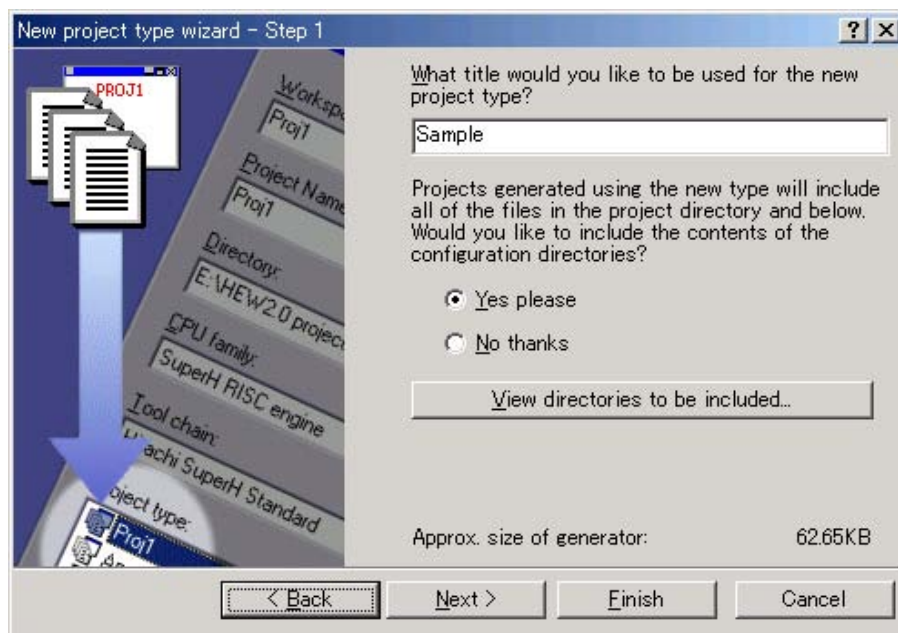 New project type wizard - Step 1
PROJ1
Workspa
Proj1
Project Name
Proj1
Directory:
E:\HEW2.0 project
CPU family:
SuperH RISC engine
Tool chain:
Hitachi SuperH Standard
oject type:
Proj1
What title would you like to be used for the new
project type?
Sample
Projects generated using the new type will include
all of the files in the project directory and below.
Would you like to include the contents of the
configuration directories?
Yes please
No thanks
View directories to be included...
Approx. size of generator: 62.65KB
< Back Next > Finish Cancel